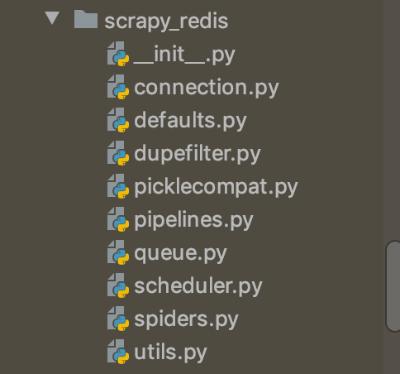 scrapy_redis
__init__.py
connection.py
defaults.py
dupefilter.py
picklecompat.py
pipelines.py
queue.py
scheduler.py
spiders.py
utils.py